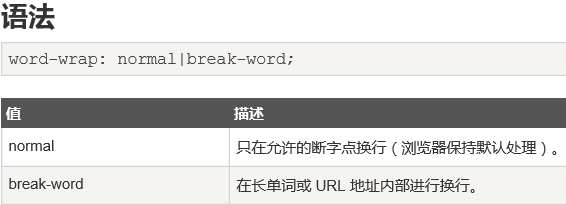 语法
word-wrap: normal|break-word;
值 描述
normal 只在允许的断字点换行（浏览器保持默认处理）。
break-word 在长单词或 URL 地址内部进行换行。